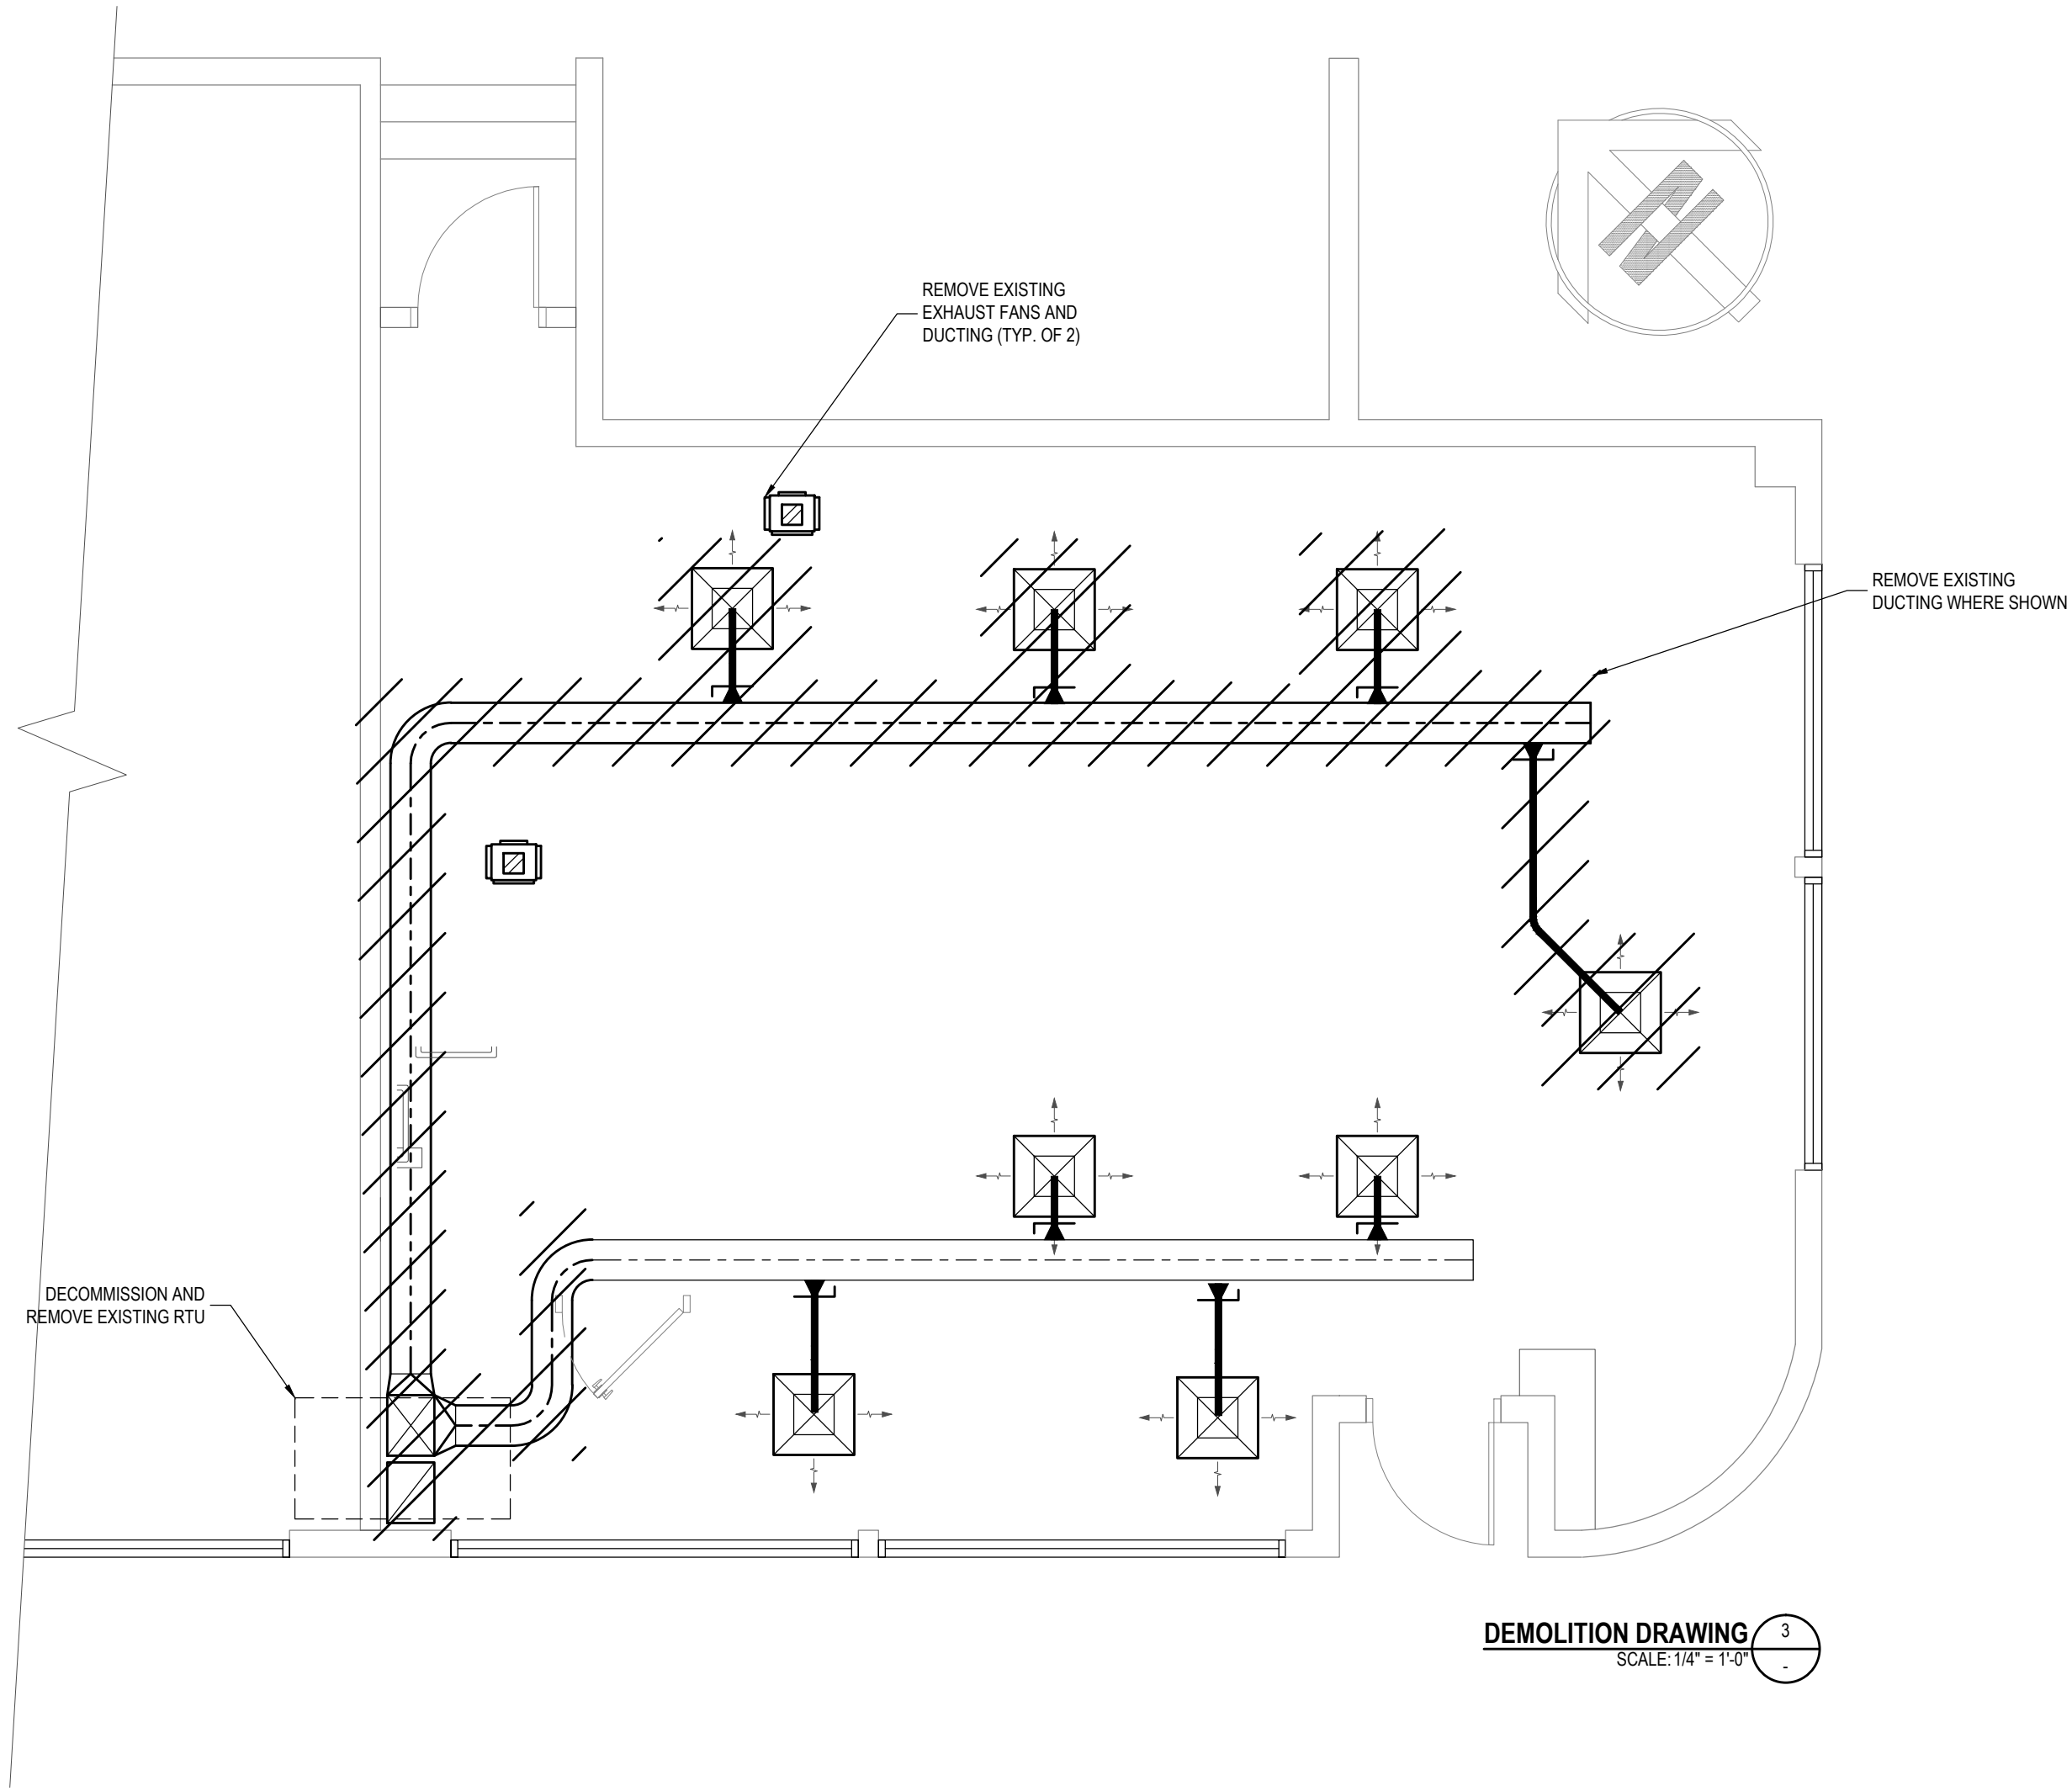 REMOVE EXISTING
EXHAUST FANS AND
DUCTING (TYP. OF 2)
REMOVE EXISTING
DUCTING WHERE SHOWN
DECOMMISSION AND
REMOVE EXISTING RTU
DEMOLITION DRAWING
SCALE: 1/4" = 1'-0"
3
-